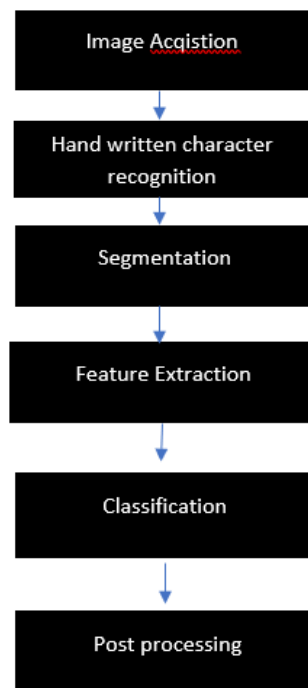 Image Acqistion
Hand written character
recognition
Segmentation
Feature Extraction
Classification
Post processing